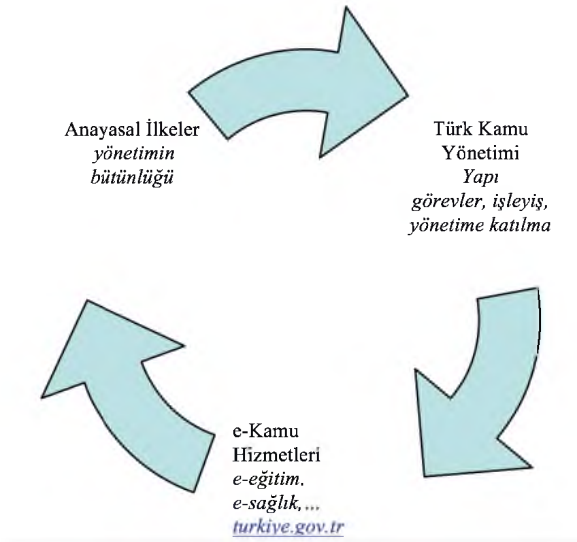 Anayasal İlkeler
yönetimin
bütünlüğü
Türk Kamu
Yönetimi
Yapı
görevler, işleyiş,
yönetime katılma
e-Kamu
Hizmetleri
e-eğitim,
e-sağlık,...
turkiye.gov.tr